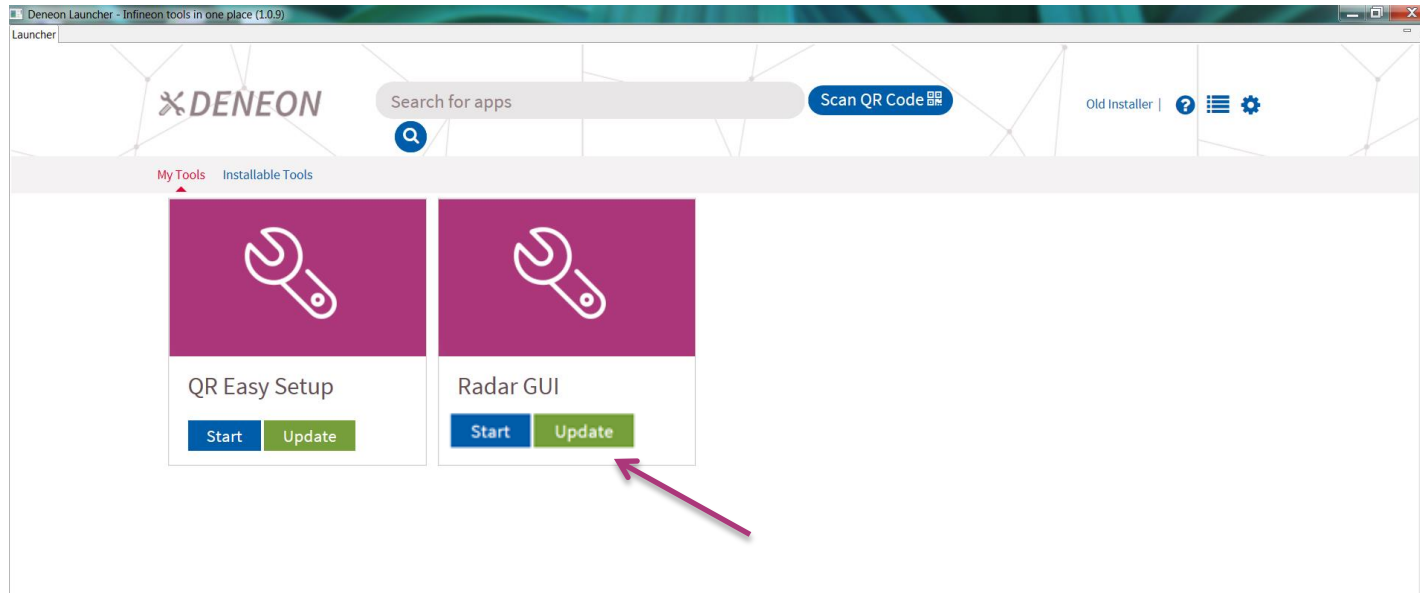 Deneon Launcher - Infineon tools in one place (1.0.9)
Launcher
DENEON
Search for apps
Scan QR Code
Old Installer |
My Tools Installable Tools
QR Easy Setup
Start Update
Radar GUI
Start Update